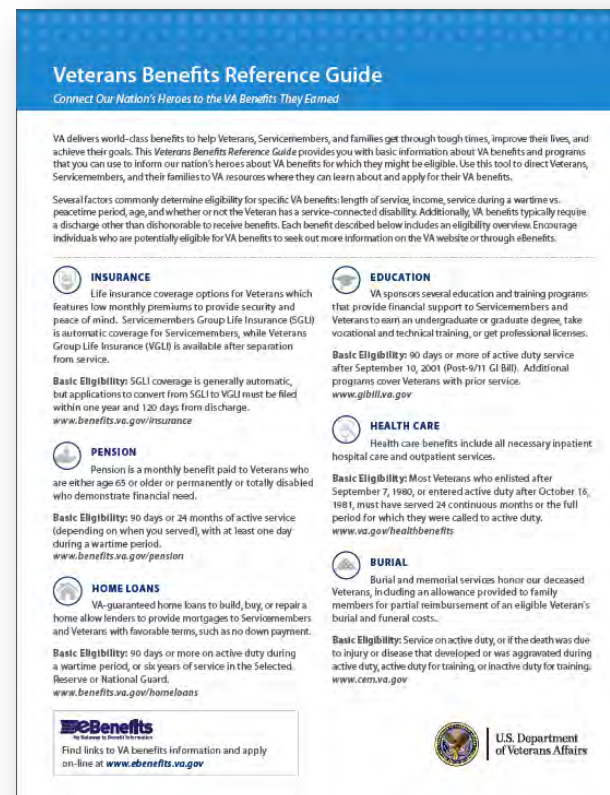 Veterans Benefits Reference Guide
Connect Our Nation's Heroes to the VA Benefits They Earned
VA delivers world-class benefits to help Veterans, Servicemembers, and families get through tough times, improve their lives, and
achieve their goals. This Veterans Benefits Reference Guide provides you with basic information about VA benefits and programs
that you can use to inform our nation's heroes about VA benefits for which they might be eligible. Use this tool to direct Veterans,
Servicemembers, and their families to VA resources where they can learn about and apply for their VA benefits.
Several factors commonly determine eligibility for specific VA benefits: length of service, income, service during a wartime vs.
peacetime period, age, and whether or not the Veteran has a service-connected disability. Additionally, VA benefits typically require
a discharge other than dishonorable to receive benefits. Each benefit described below includes an eligibility overview. Encourage
individuals who are potentially eligible for VA benefits to seek out more information on the VA website or through eBenefits.
INSURANCE
Life insurance coverage options for Veterans which
features low monthly premiums to provide security and
peace of mind. Servicemembers Group Life Insurance (SGLI)
is automatic coverage for Servicemembers, while Veterans
Group Life Insurance (VGLI) is available after separation
from service.
Basic Eligibility: SGLI coverage is generally automatic,
but applications to convert from SGLI to VGLI must be filed
within one year and 120 days from discharge.
www.benefits.va.gov/insurance
PENSION
Pension is a monthly benefit paid to Veterans who
are either age 65 or older or permanently or totally disabled
who demonstrate financial need.
Basic Eligibility: 90 days or 24 months of active service
(depending on when you served), with at least one day
during a wartime period.
www.benefits.va.gov/pension
HOME LOANS
VA-guaranteed home loans to build, buy, or repair a
home allow lenders to provide mortgages to Servicemembers
and Veterans with favorable terms, such as no down payment.
Basic Eligibility: 90 days or more on active duty during
a wartime period, or six years of service in the Selected
Reserve or National Guard.
www.benefits.va.gov/homeloans
EDUCATION
VA sponsors several education and training programs
that provide financial support to Servicemembers and
Veterans to earn an undergraduate or graduate degree, take
vocational and technical training, or get professional licenses.
Basic Eligibility: 90 days or more of active duty service
after September 10, 2001 (Post-9/11 GI Bill). Additional
programs cover Veterans with prior service.
www.gibill.va.gov
HEALTH CARE
Health care benefits include all necessary inpatient
hospital care and outpatient services.
Basic Eligibility: Most Veterans who enlisted after
September 7, 1980, or entered active duty after October 16,
1981, must have served 24 continuous months or the full
period for which they were called to active duty.
www.va.gov/healthbenefits
BURIAL
Burial and memorial services honor our deceased
Veterans, including an allowance provided to family
members for partial reimbursement of an eligible Veteran's
burial and funeral costs.
Basic Eligibility: Service on active duty, or if the death was due
to injury or disease that developed or was aggravated during
active duty, active duty for training, or inactive duty for training.
www.cem.va.gov
eBenefits
My Gateway to Benefit Information
Find links to VA benefits information and apply
on-line at www.ebenefits.va.gov
U.S. Department
of Veterans Affairs